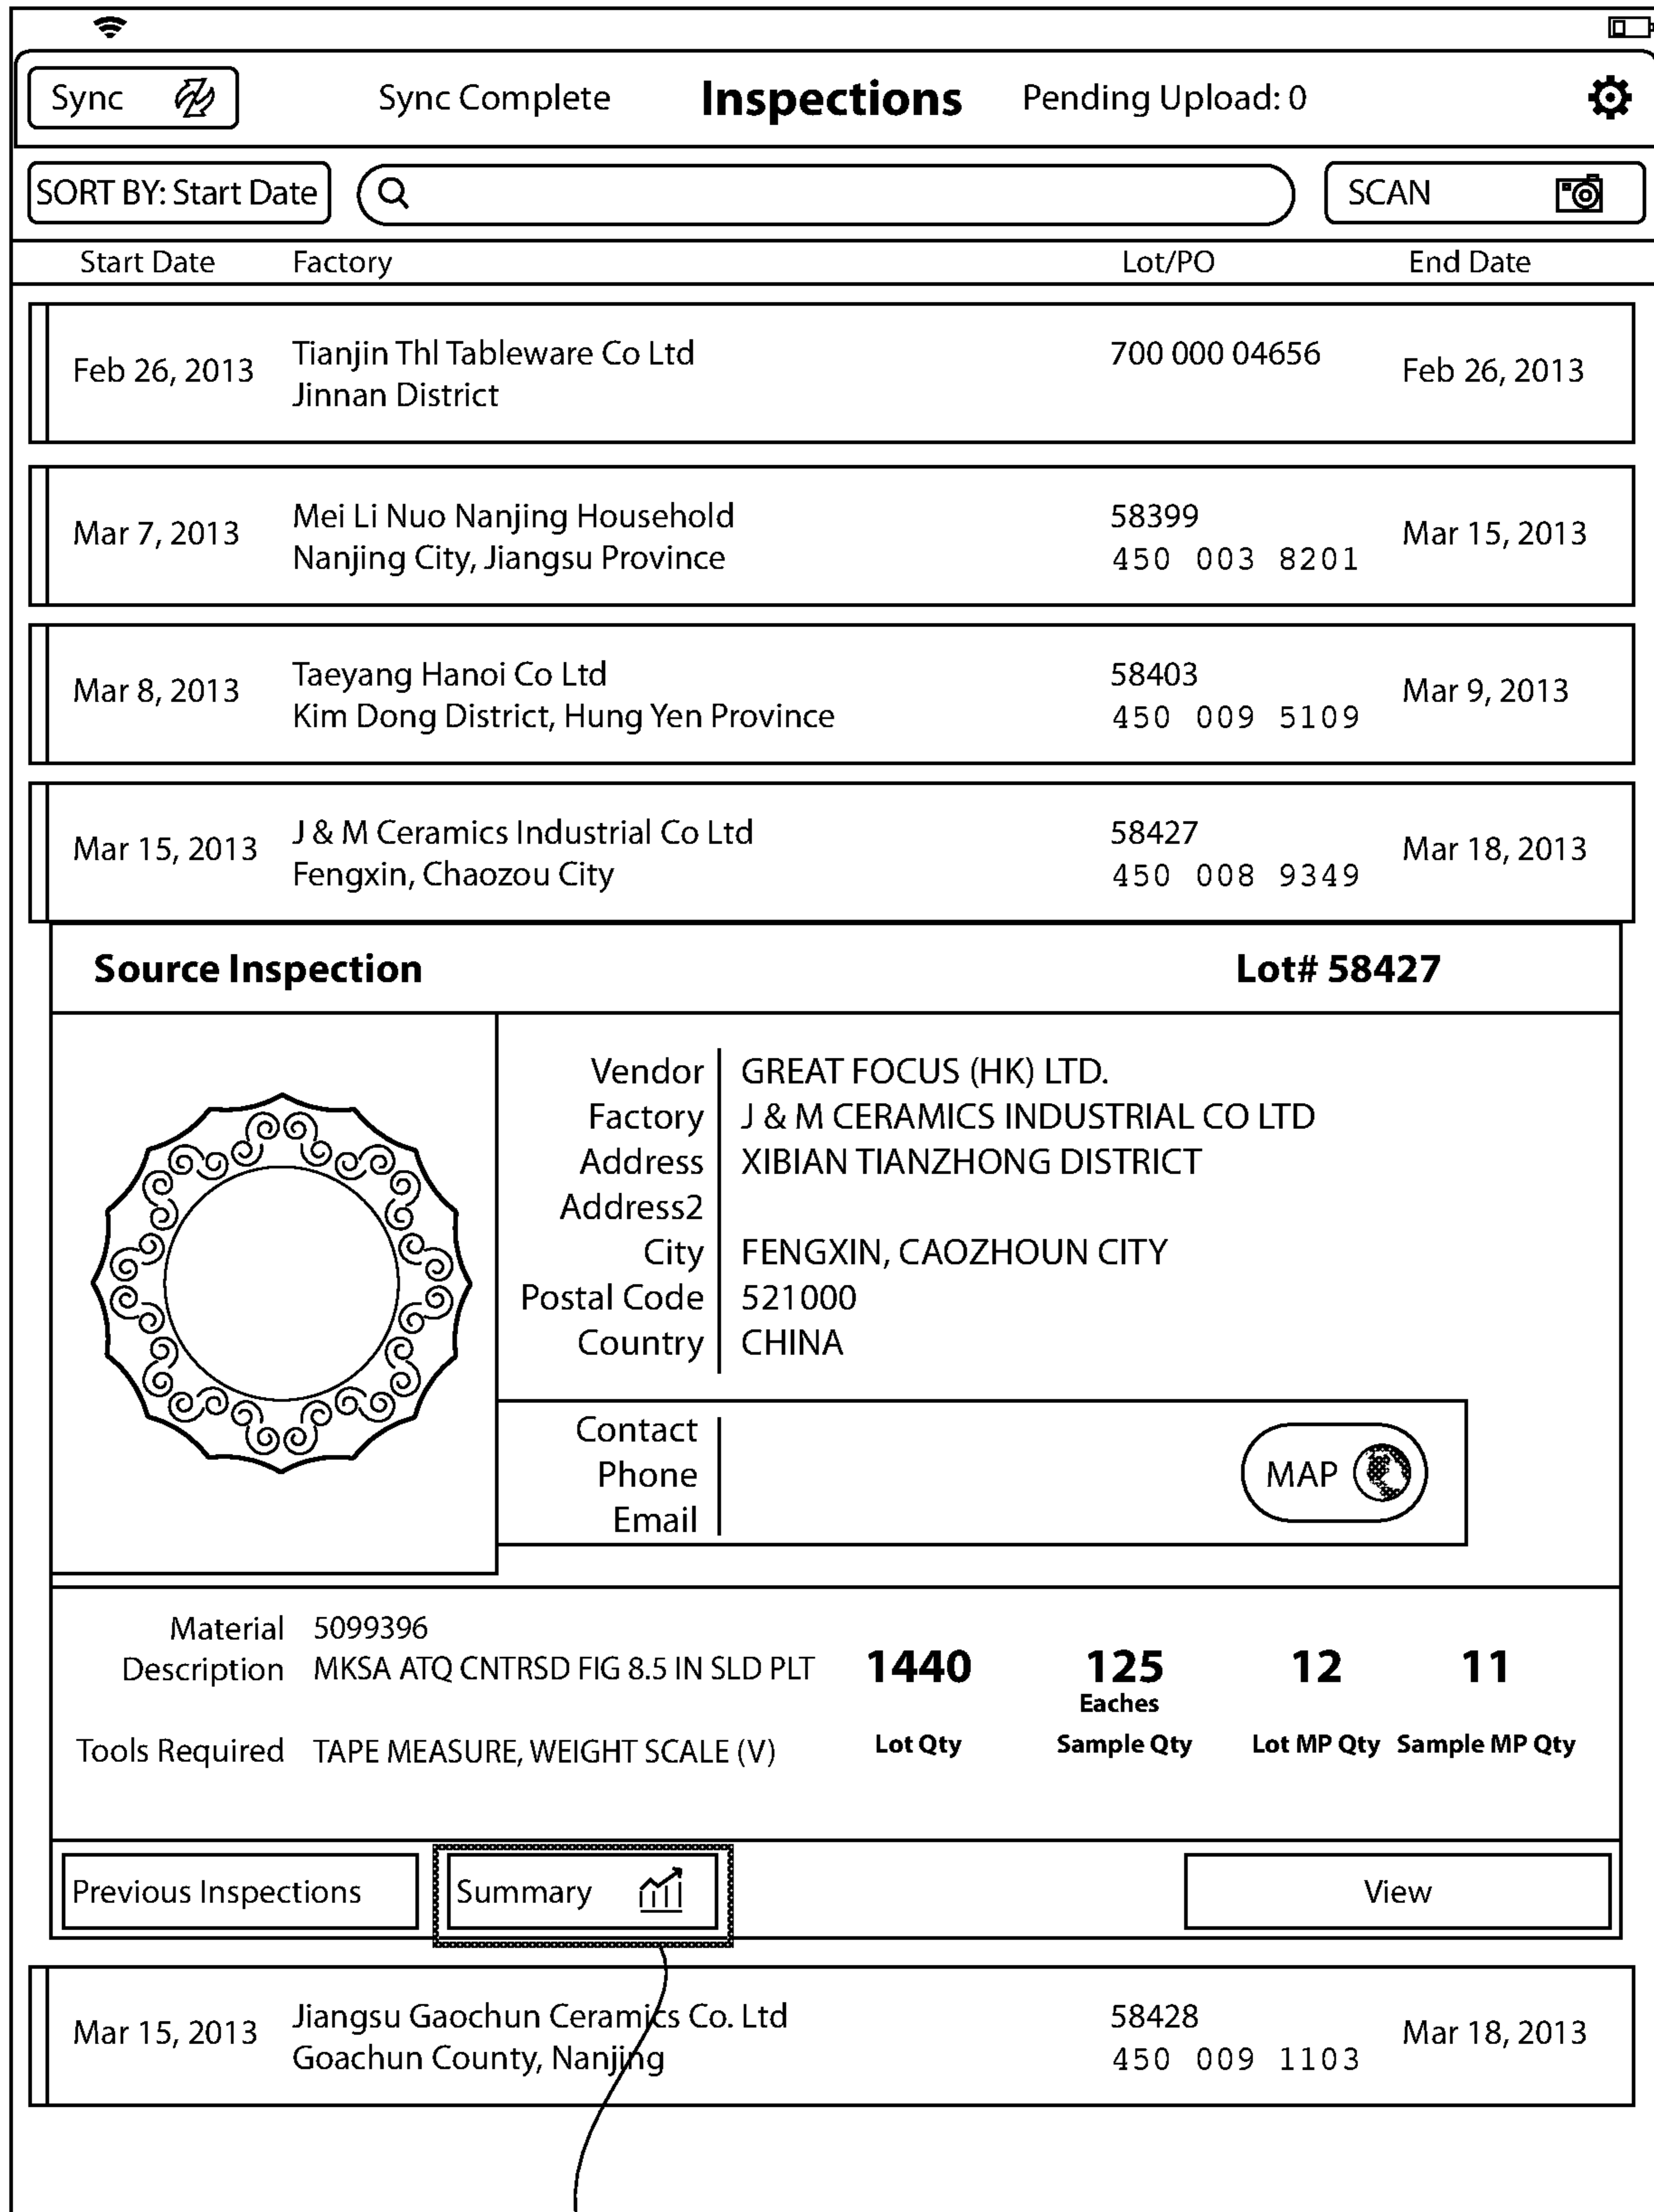 Sync Sync Complete Inspections Pending Upload: 0
SORT BY: Start Date SCAN
Start Date Factory Lot/PO End Date
Feb 26, 2013 Tianjin Thl Tableware Co Ltd 700 000 04656 Feb 26, 2013
Jinnan District
Mar 7, 2013 Mei Li Nuo Nanjing Household 58399 Mar 15, 2013
Nanjing City, Jiangsu Province 450 003 8201
Mar 8, 2013 Taeyang Hanoi Co Ltd 58403 Mar 9, 2013
Kim Dong District, Hung Yen Province 450 009 5109
Mar 15, 2013 J & M Ceramics Industrial Co Ltd 58427 Mar 18, 2013
Fengxin, Chaozou City 450 008 9349
Source Inspection Lot# 58427
Vendor GREAT FOCUS (HK) LTD.
Factory J & M CERAMICS INDUSTRIAL CO LTD
Address XIBIAN TIANZHONG DISTRICT
Address2
City FENGXIN, CAOZHOUN CITY
Postal Code 521000
Country CHINA
Contact
Phone MAP
Email
Material 5099396
Description MKSA ATQ CNTRSD FIG 8.5 IN SLD PLT 1440 125 12 11
Eaches
Tools Required TAPE MEASURE, WEIGHT SCALE (V) Lot Qty Sample Qty Lot MP Qty Sample MP Qty
Previous Inspections Summary View
Mar 15, 2013 Jiangsu Gaochun Ceramics Co. Ltd 58428 Mar 18, 2013
Goachun County, Nanjing 450 009 1103